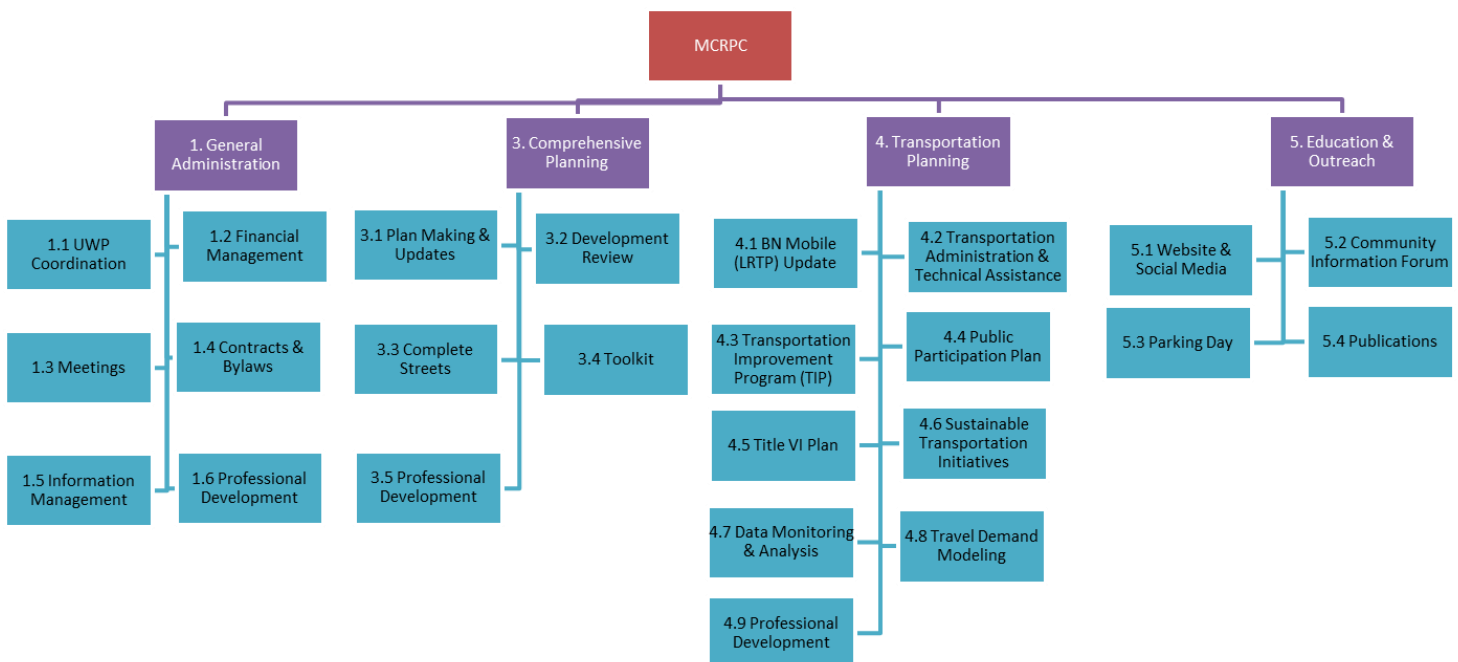 MCRPC
1. General
Administration
3. Comprehensive
Planning
4. Transportation
Planning
5. Education &
Outreach
1.1 UWP
Coordination
1.2 Financial
Management
1.3 Meetings
1.4 Contracts &
Bylaws
1.5 Information
Management
1.6 Professional
Development
3.1 Plan Making &
Updates
3.2 Development
Review
3.3 Complete
Streets
3.4 Toolkit
3.5 Professional
Development
4.1 BN Mobile
(LRTP) Update
4.2 Transportation
Administration &
Technical Assistance
4.3 Transportation
Improvement
Program (TIP)
4.4 Public
Participation Plan
4.5 Title VI Plan
4.6 Sustainable
Transportation
Initiatives
4.7 Data Monitoring
& Analysis
4.8 Travel Demand
Modeling
4.9 Professional
Development
5.1 Website &
Social Media
5.2 Community
Information Forum
5.3 Parking Day
5.4 Publications